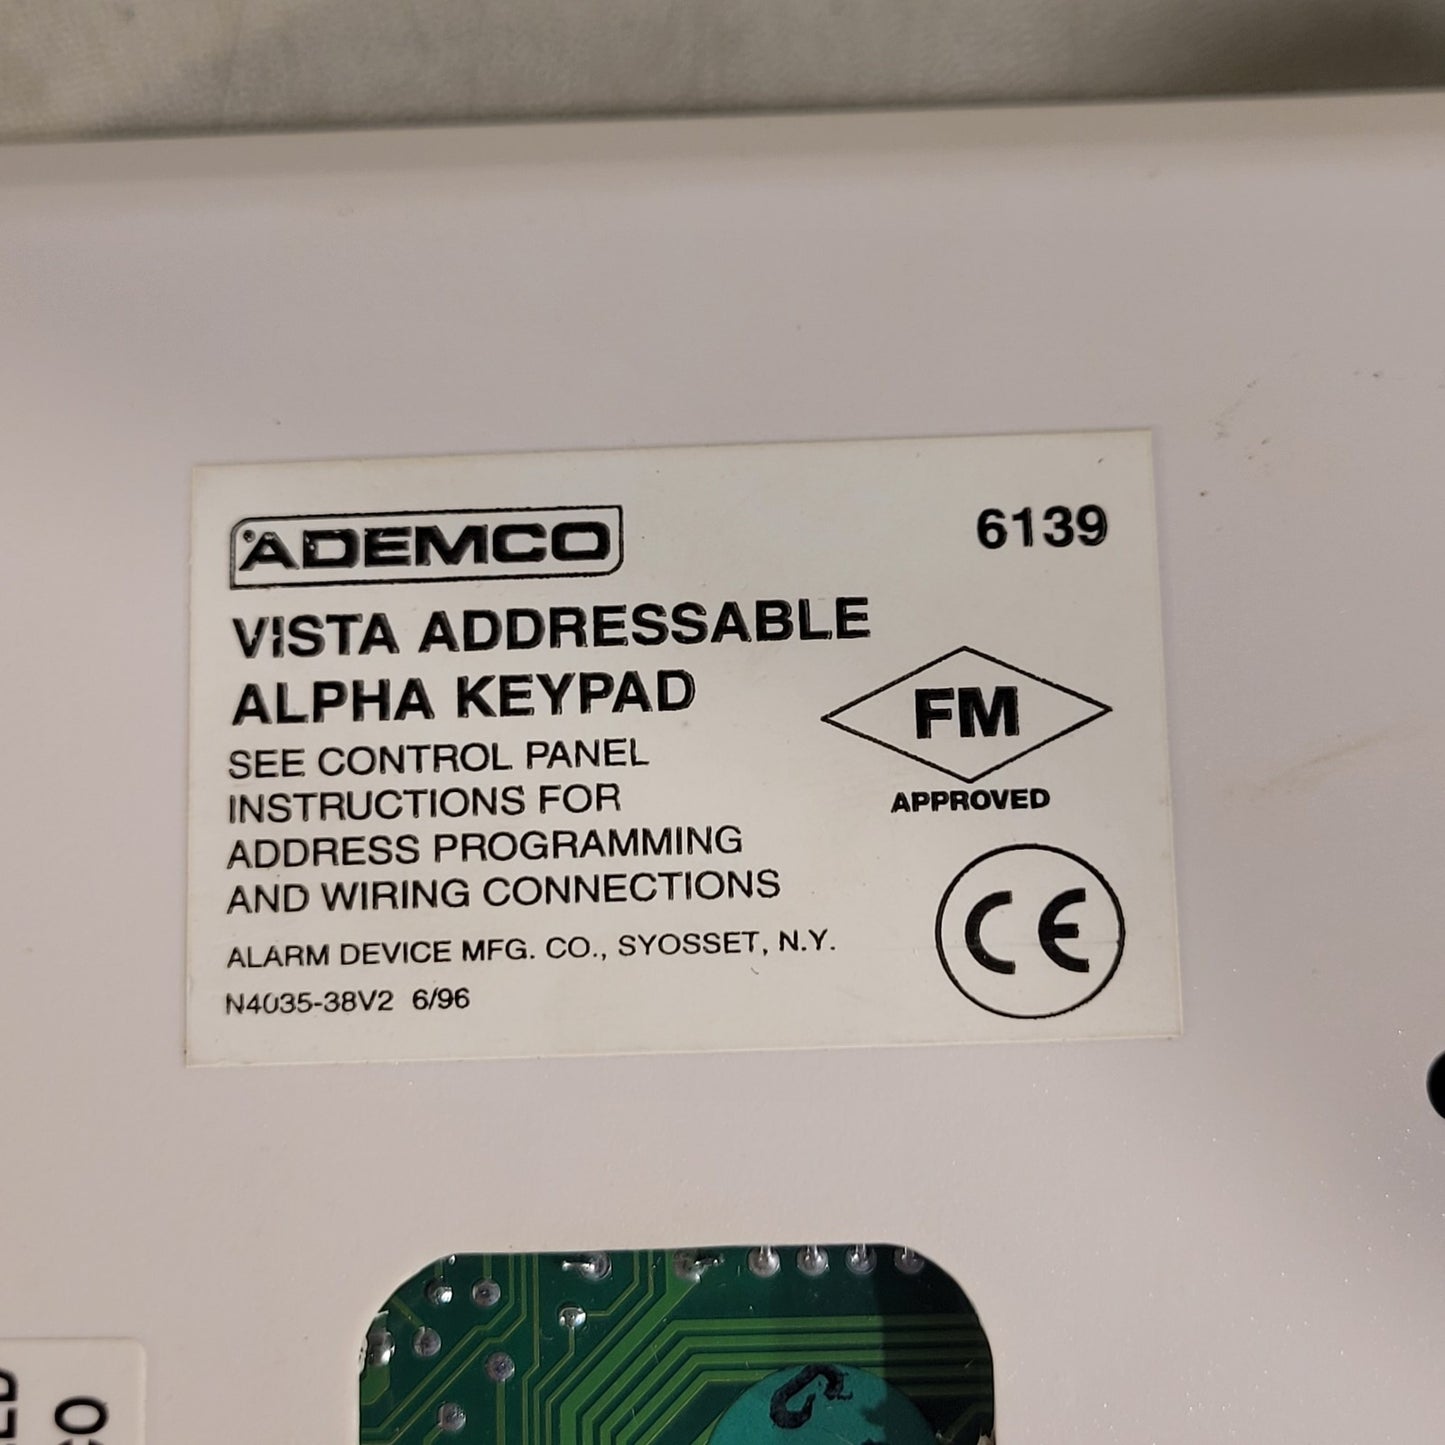 ADEMCO
6139
VISTA ADDRESSABLE
ALPHA KEYPAD
SEE CONTROL PANEL
INSTRUCTIONS FOR
ADDRESS PROGRAMMING
AND WIRING CONNECTIONS
ALARM DEVICE MFG. CO., SYOSSET, N.Y.
N4035-38V2 6/96
FM
APPROVED
CE